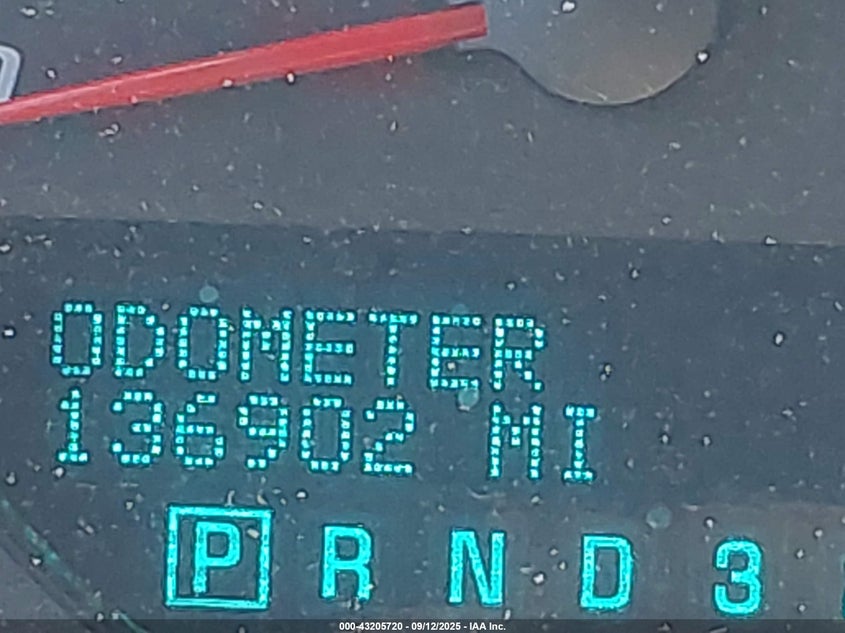 ODOMETER
136902 MI
P R N D 3
000-43205720 - 09/12/2025 - IAA Inc.